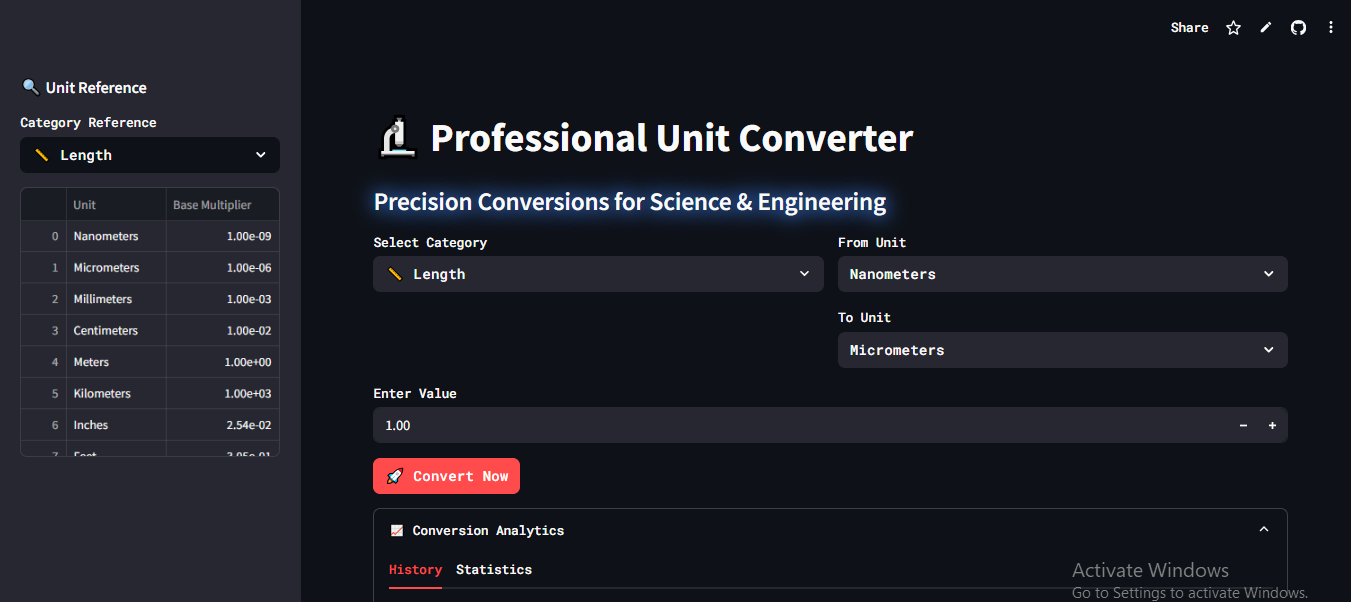 Share
Unit Reference
Category Reference
Length
Unit Base Multiplier
0 Nanometers 1.00e-09
1 Micrometers 1.00e-06
2 Millimeters 1.00e-03
3 Centimeters 1.00e-02
4 Meters 1.00e+00
5 Kilometers 1.00e+03
6 Inches 2.54e-02
Professional Unit Converter
Precision Conversions for Science & Engineering
Select Category
Length
From Unit
Nanometers
To Unit
Micrometers
Enter Value
1.00
Convert Now
Conversion Analytics
History Statistics
Activate Windows
Go to Settings to activate Windows.